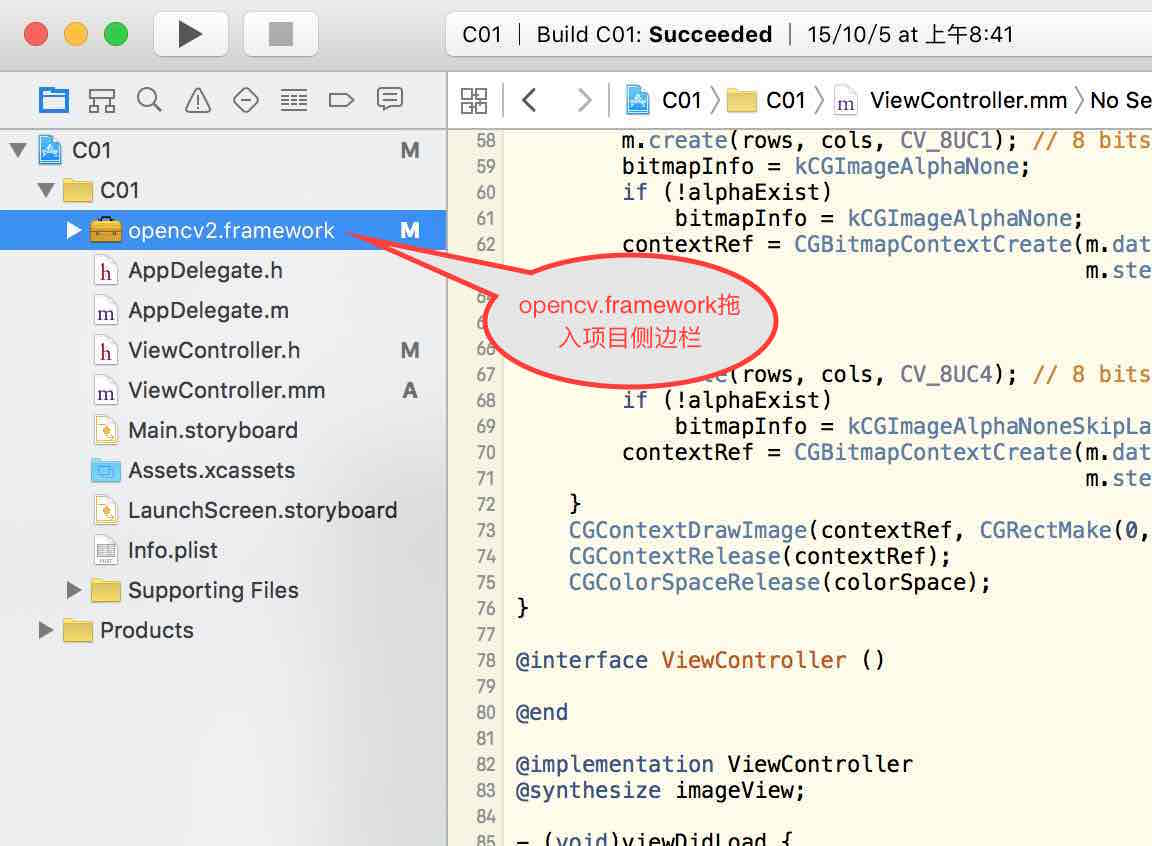 C01 | Build C01: Succeeded | 15/10/5 at 上午8:41
C01 〉 C01 〉 m ViewController.mm 〉 No Se
C01 M
C01
opencv2.framework M
h AppDelegate.h
m AppDelegate.m
h ViewController.h M
m ViewController.mm A
Main.storyboard
Assets.xcassets
LaunchScreen.storyboard
Info.plist
Supporting Files
Products
58 m.create(rows, cols, CV_8UC1); // 8 bits
59 bitmapInfo = kCGImageAlphaNone;
60 if (!alphaExist)
61 bitmapInfo = kCGImageAlphaNone;
62 contextRef = CGBitmapContextCreate(m.dat
m.ste
opencv.framework拖
入项目侧边栏
66
67 (rows, cols, CV_8UC4); // 8 bits
68 if (!alphaExist)
69 bitmapInfo = kCGImageAlphaNoneSkipLa
70 contextRef = CGBitmapContextCreate(m.dat
71 m.ste
72 }
73 CGContextDrawImage(contextRef, CGRectMake(0,
74 CGContextRelease(contextRef);
75 CGColorSpaceRelease(colorSpace);
76 }
77
78 @interface ViewController ()
79
80 @end
81
82 @implementation ViewController
83 @synthesize imageView;
84
85 - (void)viewDidLoad {